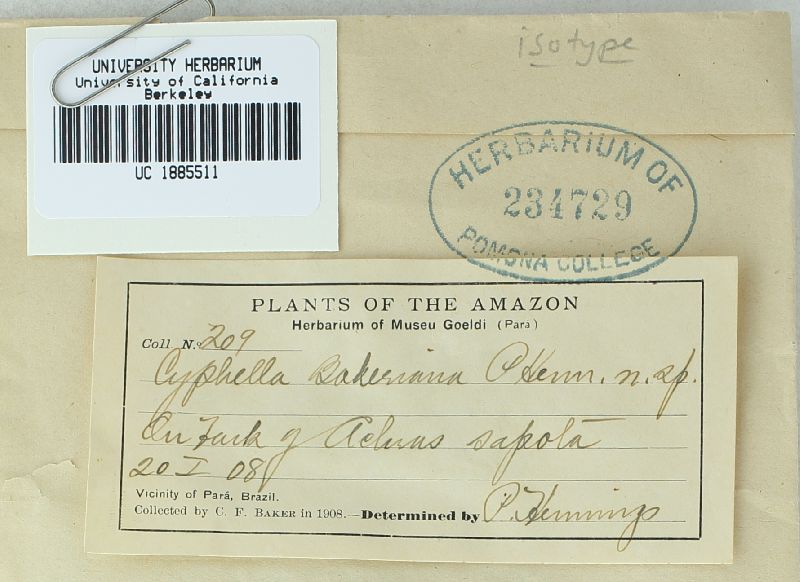 isotype
UNIVERSITY HERBARIUM
University of California
Berkeley
UC 1885511
HERBARIUM OF
234729
POMONA COLLEGE
PLANTS OF THE AMAZON
Herbarium of Museu Goeldi (Para)
Coll N.o 209
Cyphella Bakeriana P Henn. n. sp.
On bark of Achras sapota
20 I 08
Vicinity of Pará, Brazil.
Collected by C. F. BAKER in 1908.—Determined by P. Hennings